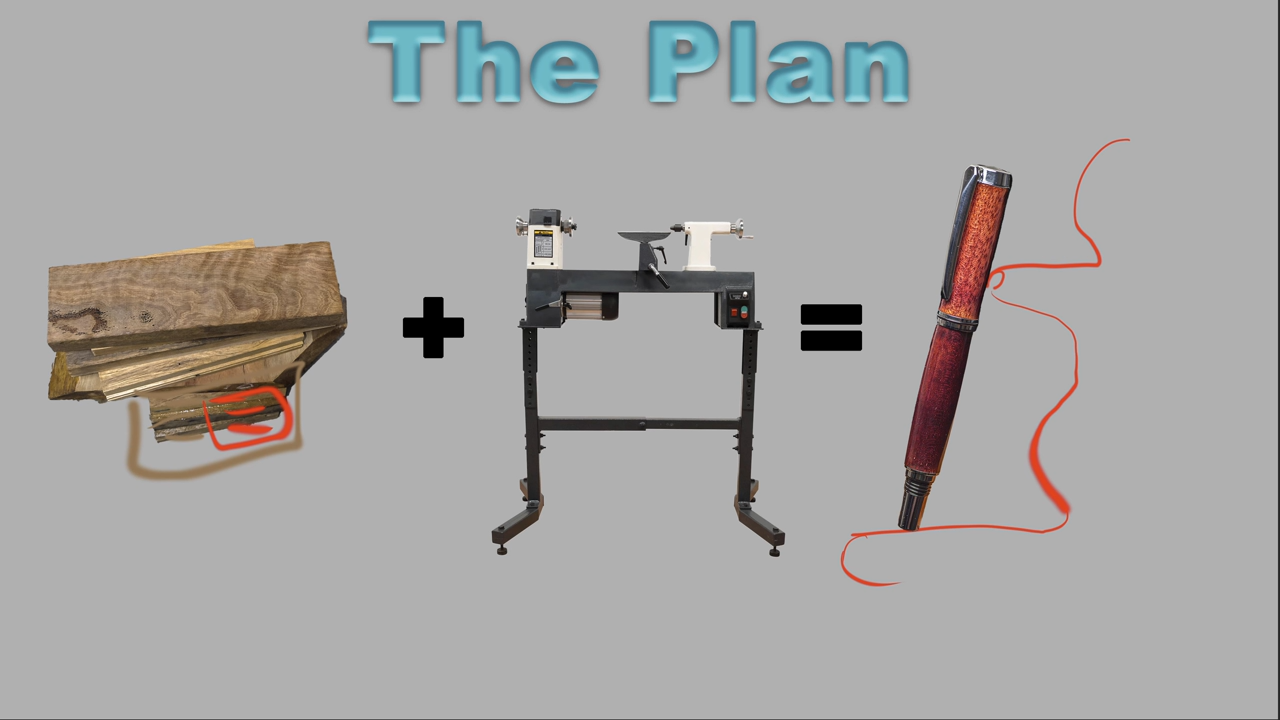 The Plan
+
=